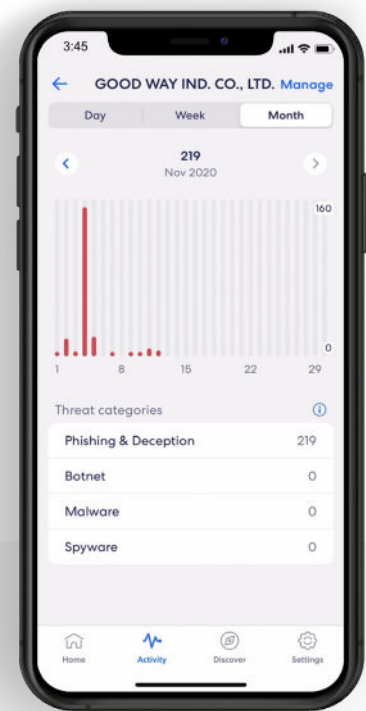 3:45
GOOD WAY IND. CO., LTD. Manage
Day Week Month
219
Nov 2020
160
0
1 8 15 22 29
Threat categories
Phishing & Deception 219
Botnet 0
Malware 0
Spyware 0
Home Activity Discover Settings